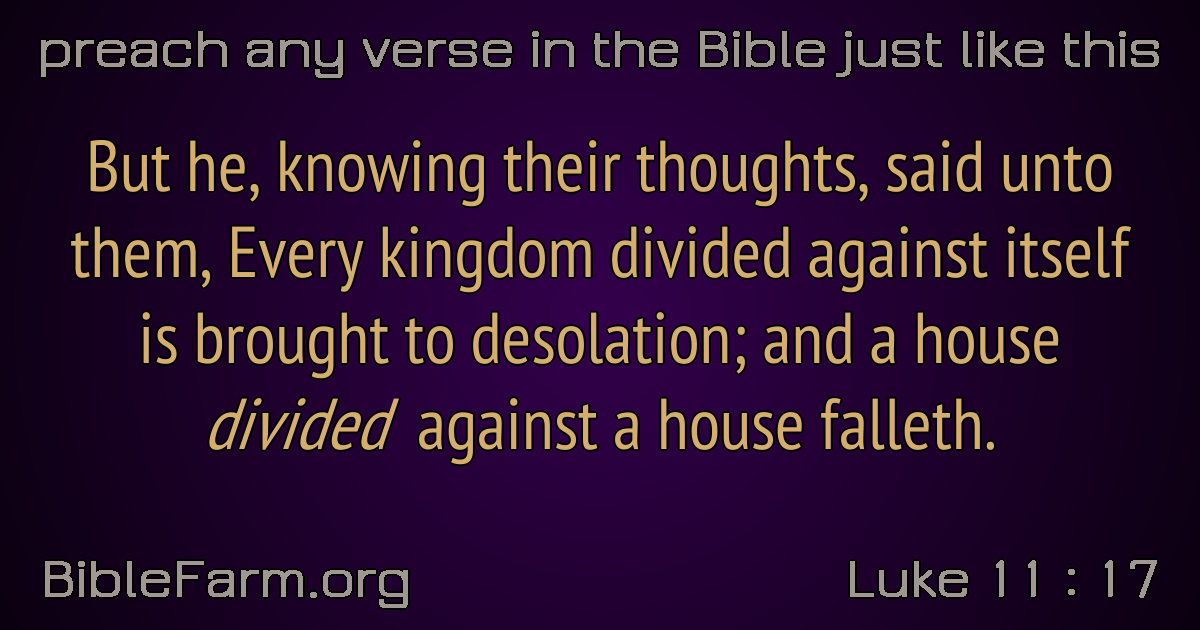 preach any verse in the Bible just like this
But he, knowing their thoughts, said unto
them, Every kingdom divided against itself
is brought to desolation; and a house
divided against a house falleth.
BibleFarm.org
Luke 11 : 17